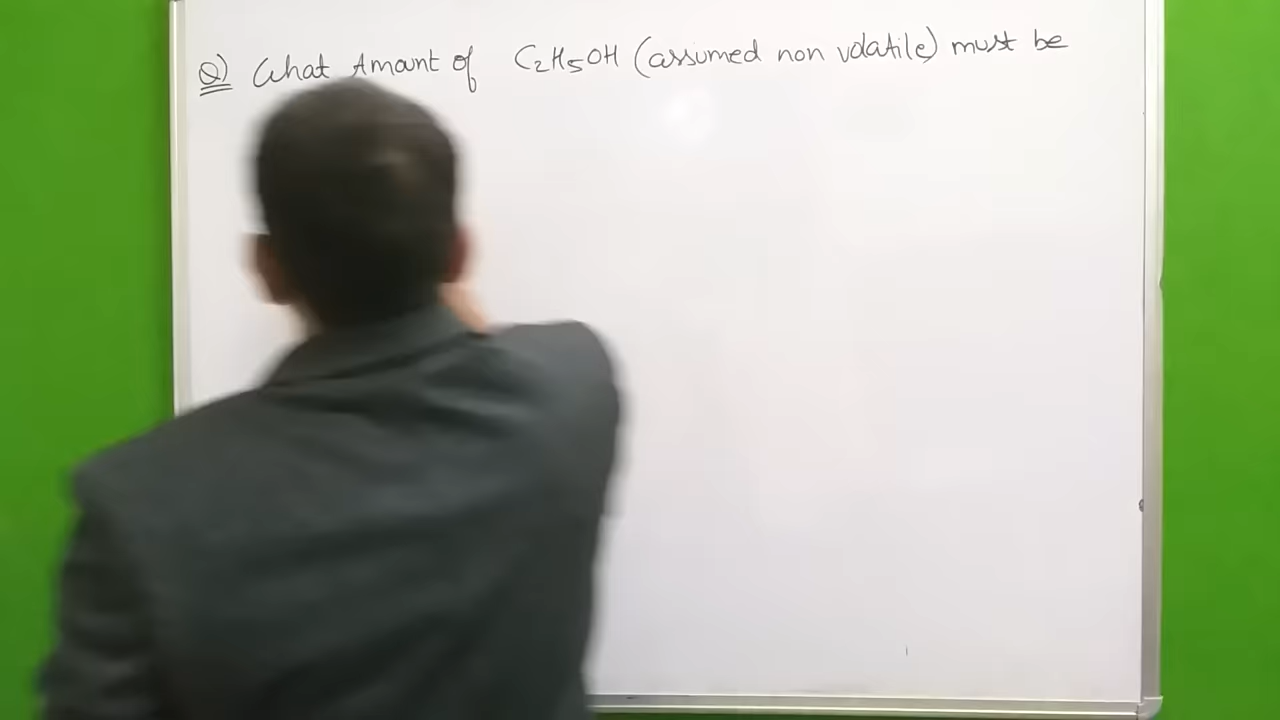 Q) What Amount of C₂H₅OH (assumed non volatile) must be